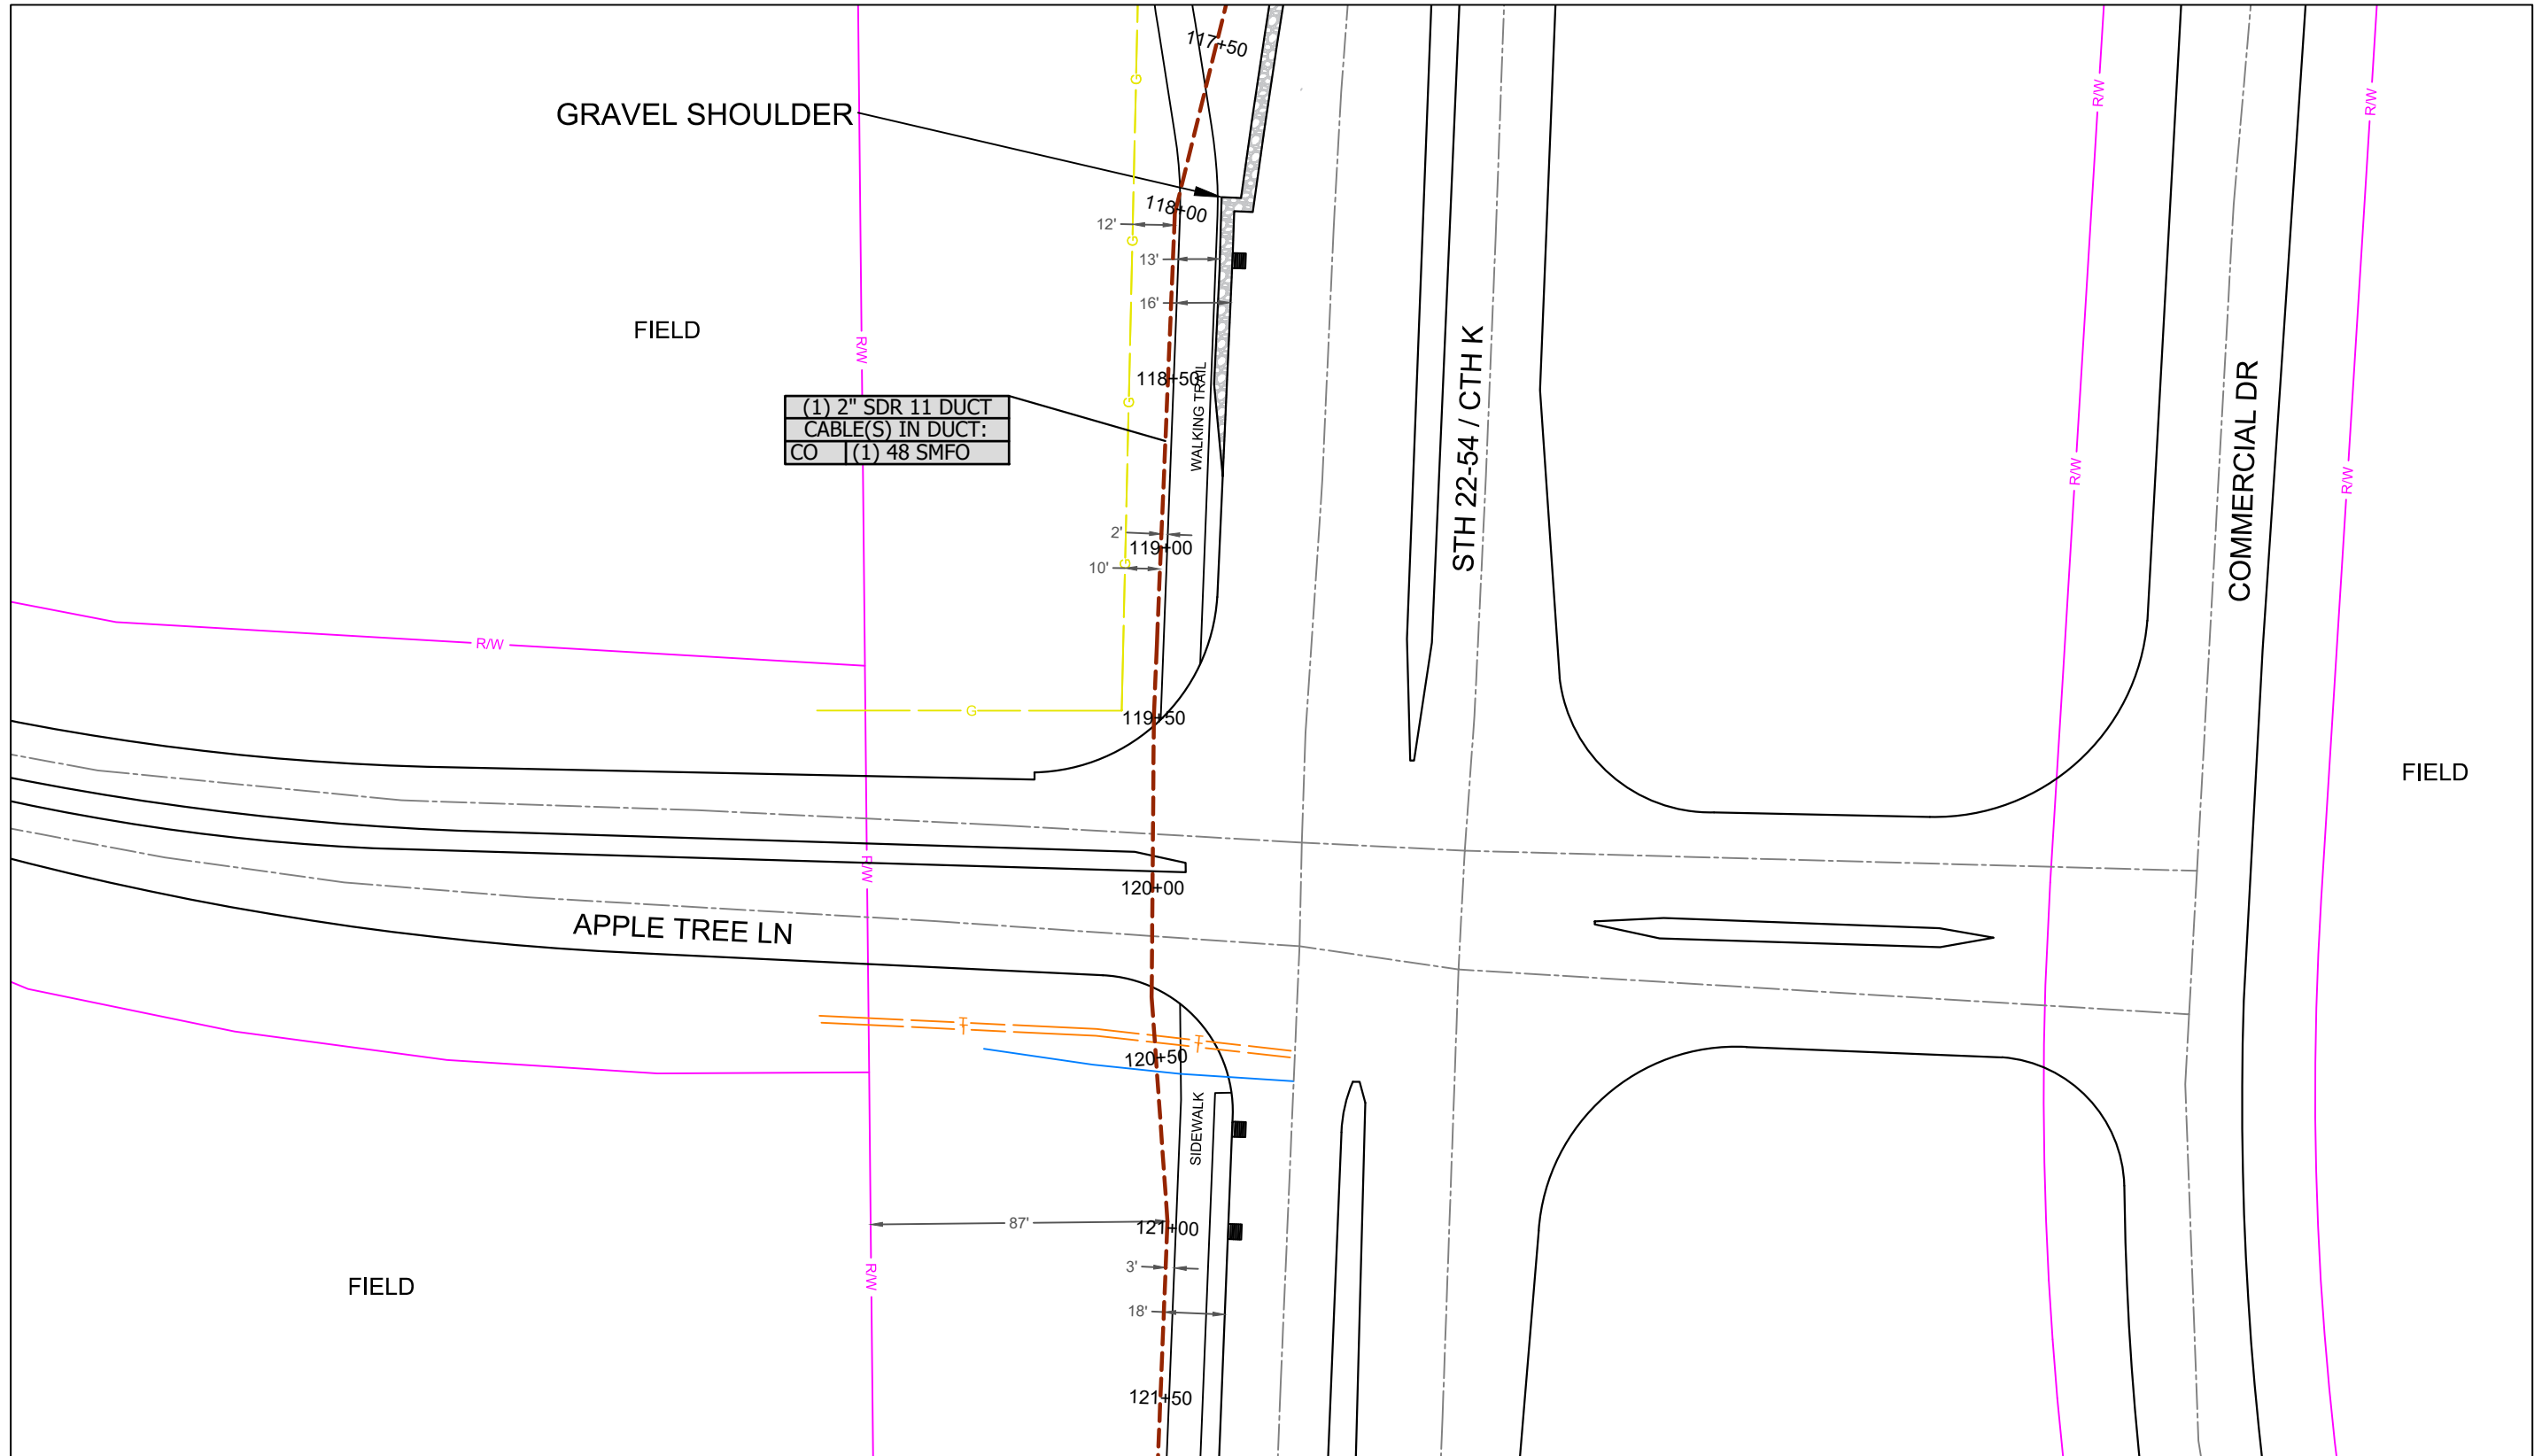 117+50
G
R/W
R/W
GRAVEL SHOULDER
118+00
12'
G
13'
16'
FIELD
R/W
STH 22-54 / CTH K
COMMERCIAL DR
118+50
WALKING TRAIL
G
(1) 2" SDR 11 DUCT
CABLE(S) IN DUCT:
CO (1) 48 SMFO
R/W
R/W
2'
119+00
10'
G
R/W
G
119+50
FIELD
R/W
120+00
APPLE TREE LN
T
T
T
T
120+50
SIDEWALK
87'
121+00
3'
R/W
FIELD
18'
121+50